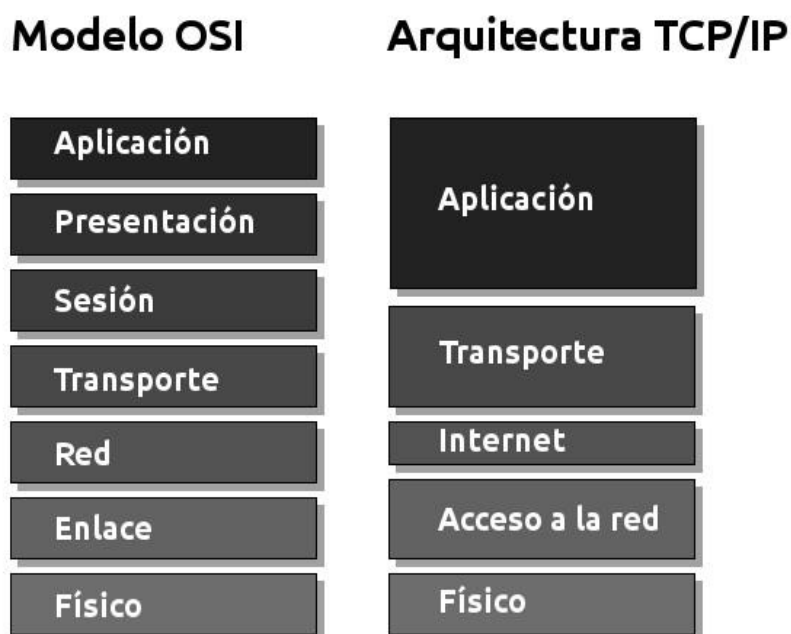 Modelo OSI
Aplicación
Presentación
Sesión
Transporte
Red
Enlace
Físico
Arquitectura TCP/IP
Aplicación
Transporte
Internet
Acceso a la red
Físico